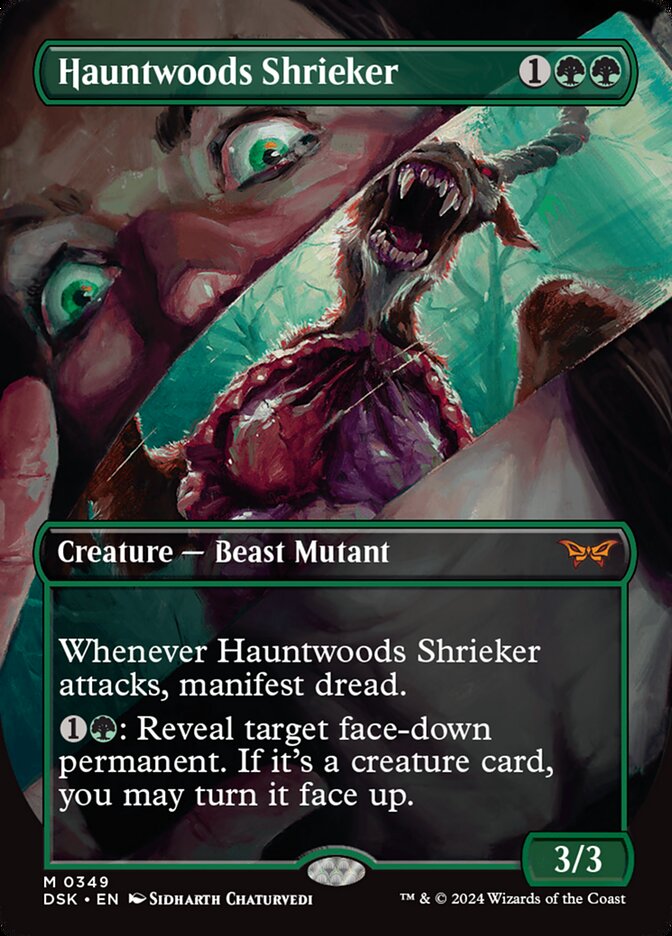 Hauntwoods Shrieker 1
Creature — Beast Mutant
Whenever Hauntwoods Shrieker
attacks, manifest dread.
1: Reveal target face-down
permanent. If it's a creature card,
you may turn it face up.
3/3
M 0349
DSK • EN Sidharth Chaturvedi
™ & © 2024 Wizards of the Coast